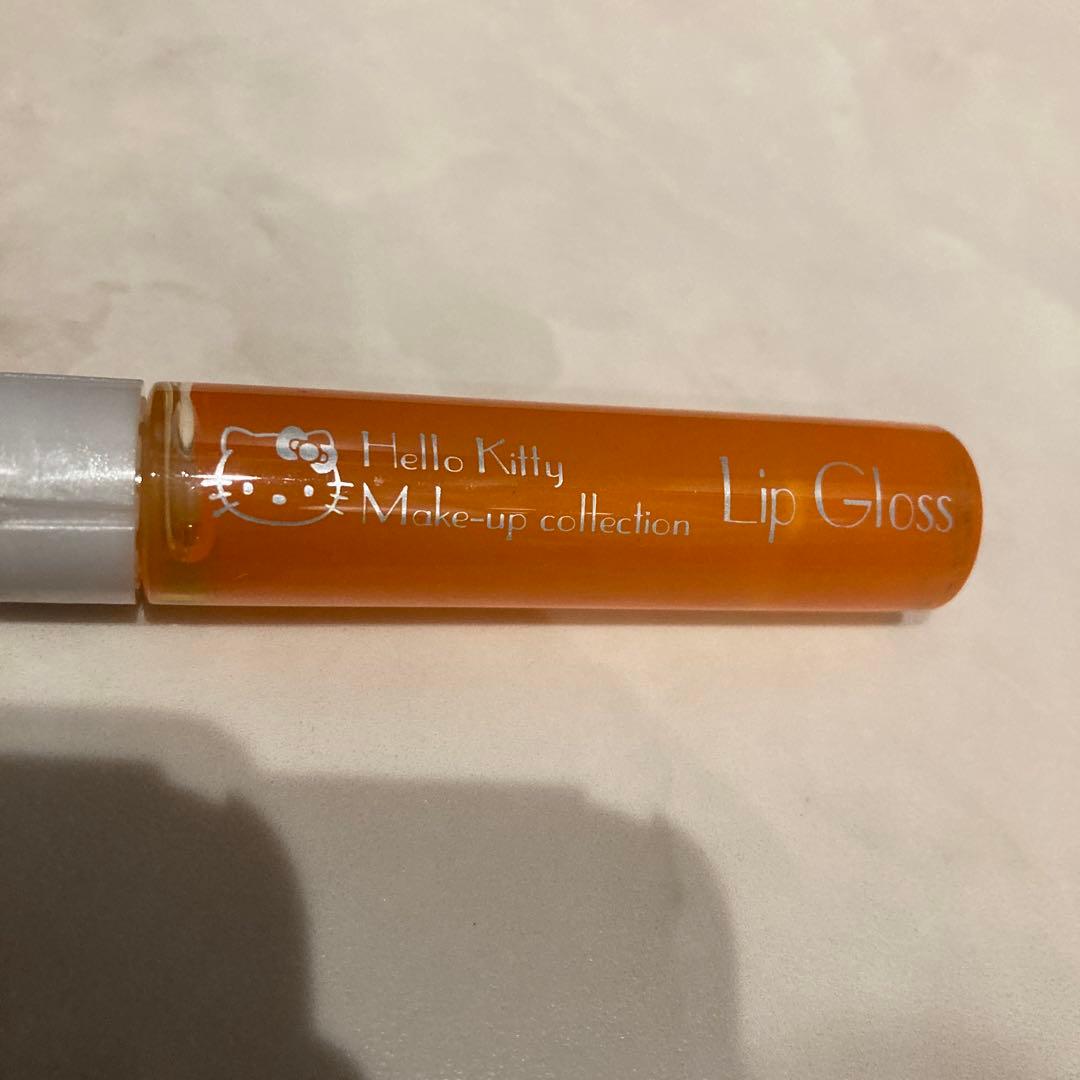 Hello Kitty
Make-up collection
Lip Gloss